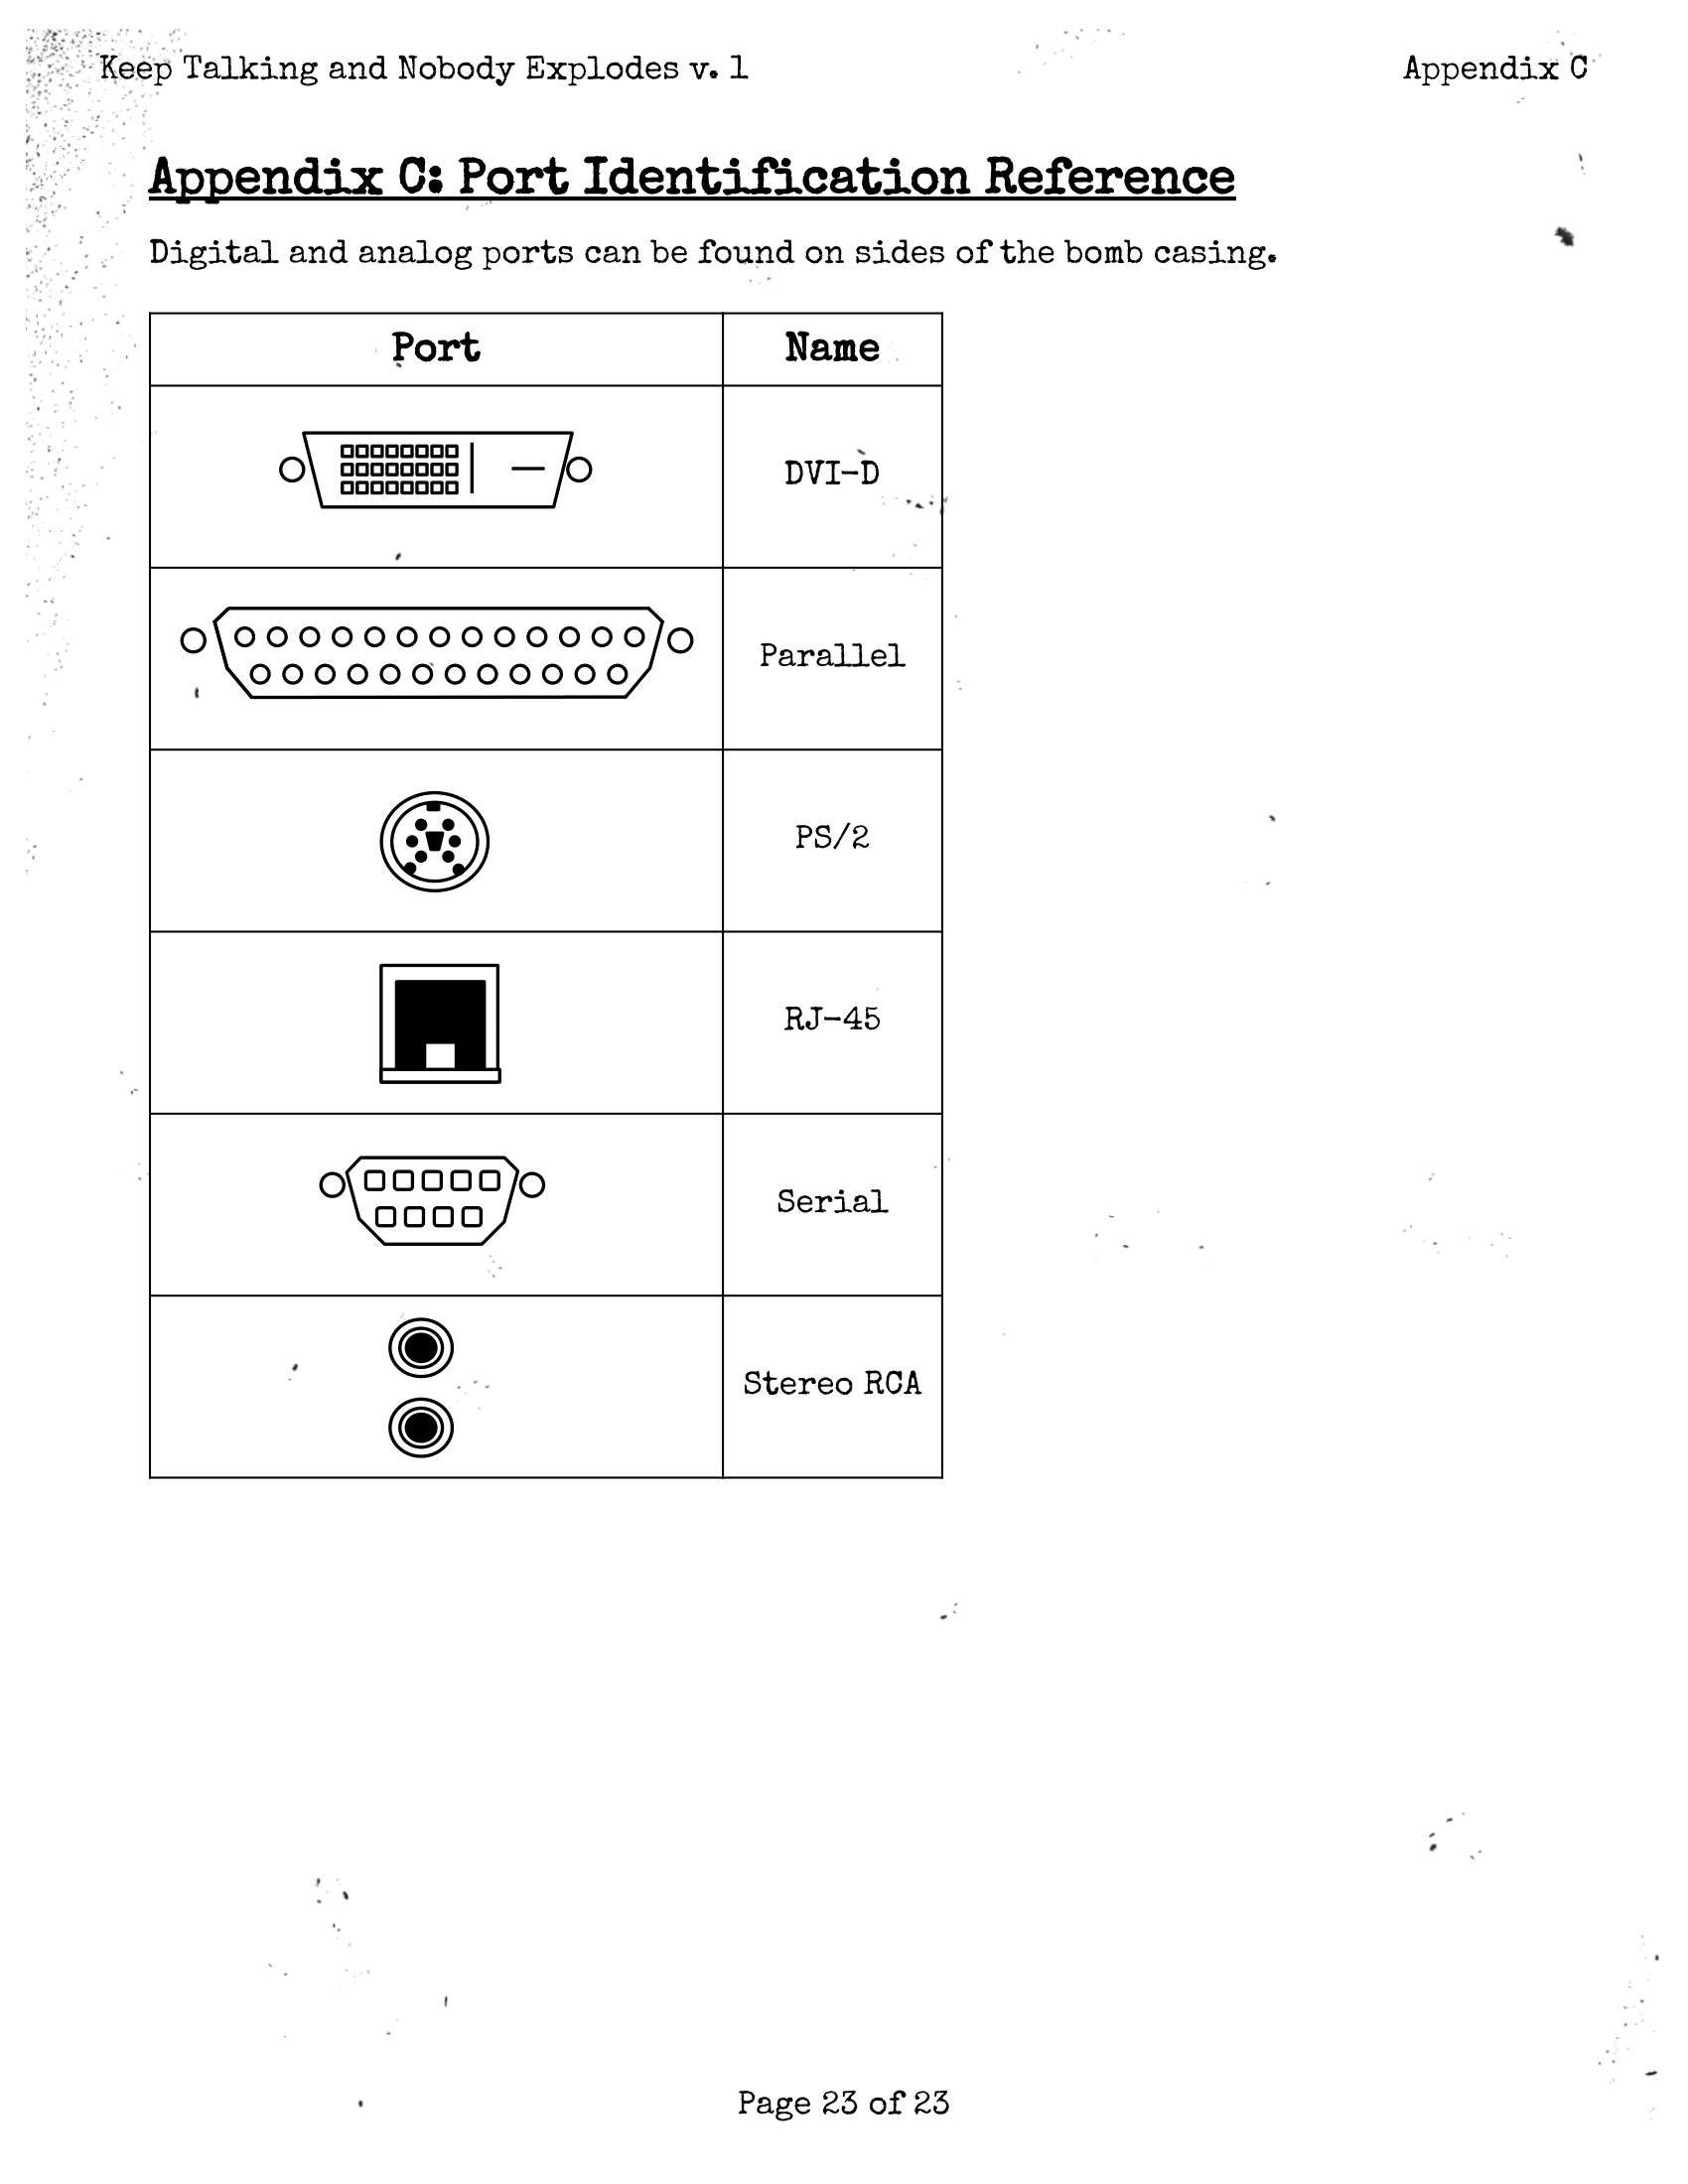 Keep Talking and Nobody Explodes v. 1
Appendix C
Appendix C: Port Identification Reference
Digital and analog ports can be found on sides of the bomb casing.
Port Name
DVI-D
Parallel
PS/2
RJ-45
Serial
Stereo RCA
Page 23 of 23